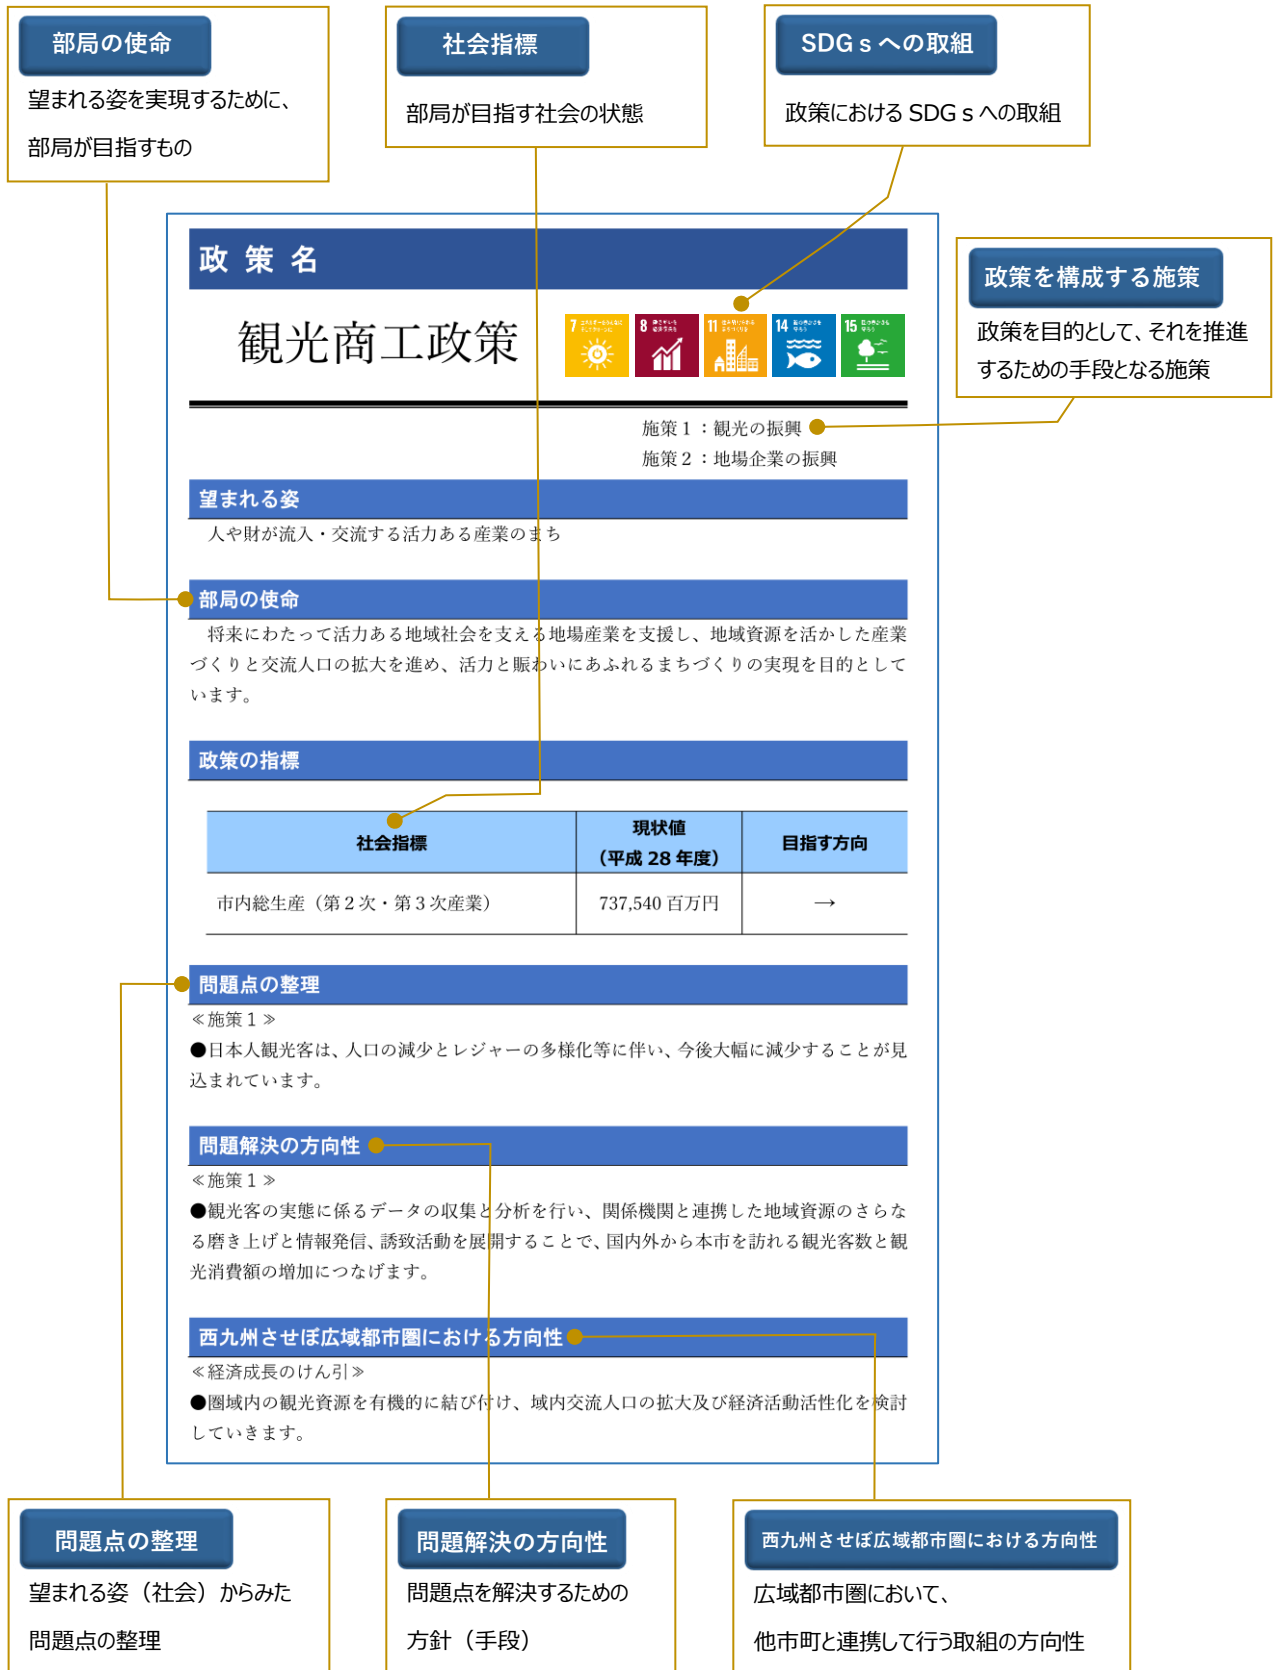 部局の使命
望まれる姿を実現するために、
部局が目指すもの
社会指標
部局が目指す社会の状態
SDGｓへの取組
政策における SDGｓへの取組
政策を構成する施策
政策を目的として、それを推進
するための手段となる施策
政 策 名
観光商工政策
7
8
11
14
15
施策１：観光の振興
施策２：地場企業の振興
望まれる姿
人や財が流入・交流する活力ある産業のまち
部局の使命
将来にわたって活力ある地域社会を支える地場産業を支援し、地域資源を活かした産業
づくりと交流人口の拡大を進め、活力と賑わいにあふれるまちづくりの実現を目的として
います。
政策の指標
社会指標
現状値
（平成 28 年度）
目指す方向
市内総生産（第２次・第３次産業）
737,540 百万円
→
問題点の整理
≪施策１≫
●日本人観光客は、人口の減少とレジャーの多様化等に伴い、今後大幅に減少することが見
込まれています。
問題解決の方向性
≪施策１≫
●観光客の実態に係るデータの収集と分析を行い、関係機関と連携した地域資源のさらな
る磨き上げと情報発信、誘致活動を展開することで、国内外から本市を訪れる観光客数と観
光消費額の増加につなげます。
西九州させぼ広域都市圏における方向性
≪経済成長のけん引≫
●圏域内の観光資源を有機的に結び付け、域内交流人口の拡大及び経済活動活性化を検討
していきます。
問題点の整理
望まれる姿（社会）からみた
問題点の整理
問題解決の方向性
問題点を解決するための
方針（手段）
西九州させぼ広域都市圏における方向性
広域都市圏において、
他市町と連携して行う取組の方向性